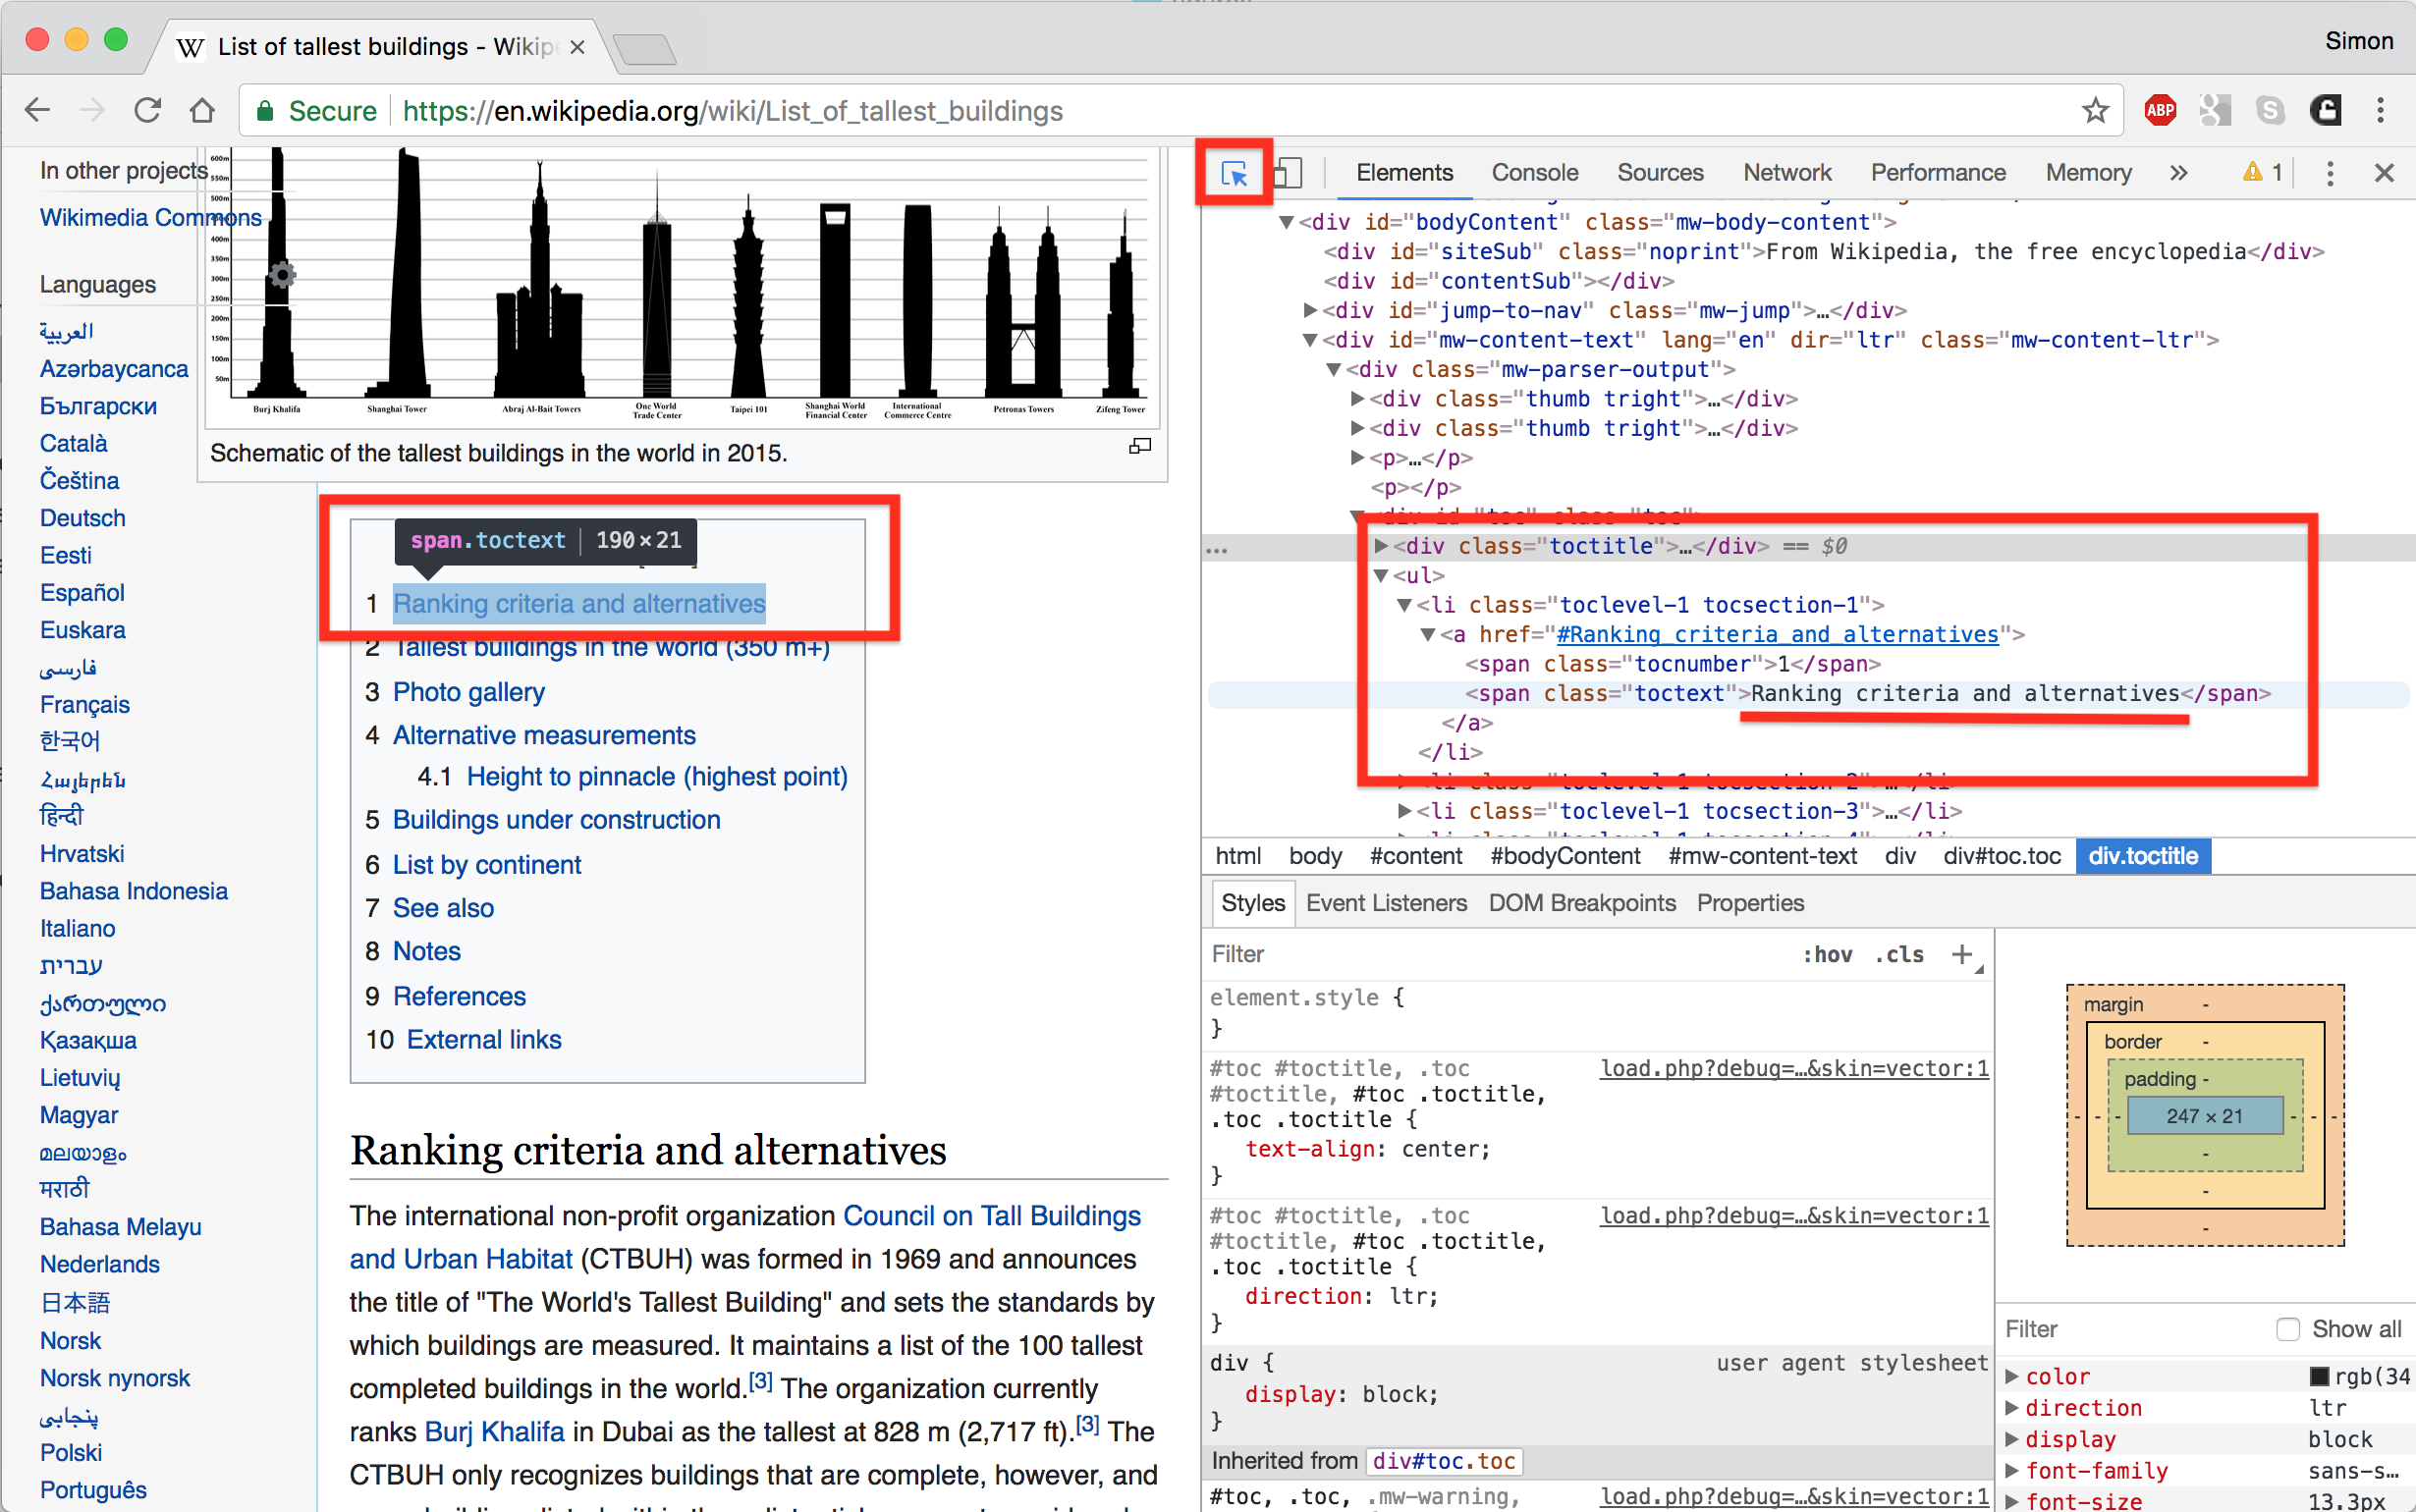 List of tallest buildings - Wikip
Simon
Secure
https://en.wikipedia.org/wiki/List_of_tallest_buildings
ABP
In other projects
Wikimedia Commons
Languages
العربية
Azərbaycanca
Български
Català
Čeština
Deutsch
Eesti
Español
Euskara
فارسی
Français
한국어
Հայերեն
हिन्दी
Hrvatski
Bahasa Indonesia
Italiano
עברית
ქართული
Қазақша
Lietuvių
Magyar
മലയാളം
मराठी
Bahasa Melayu
Nederlands
日本語
Norsk
Norsk nynorsk
پنجابی
Polski
Português
600m
550m
500m
450m
400m
350m
300m
250m
200m
150m
100m
50m
Burj Khalifa
Shanghai Tower
Abraj Al-Bait Towers
One World
Trade Center
Taipei 101
Shanghai World
Financial Center
International
Commerce Centre
Petronas Towers
Zifeng Tower
Schematic of the tallest buildings in the world in 2015.
span.toctext 190 × 21
1 Ranking criteria and alternatives
2 Tallest buildings in the world (350 m+)
3 Photo gallery
4 Alternative measurements
4.1 Height to pinnacle (highest point)
5 Buildings under construction
6 List by continent
7 See also
8 Notes
9 References
10 External links
Ranking criteria and alternatives
The international non-profit organization Council on Tall Buildings
and Urban Habitat (CTBUH) was formed in 1969 and announces
the title of "The World's Tallest Building" and sets the standards by
which buildings are measured. It maintains a list of the 100 tallest
completed buildings in the world.[3] The organization currently
ranks Burj Khalifa in Dubai as the tallest at 828 m (2,717 ft).[3] The
CTBUH only recognizes buildings that are complete, however, and
Elements Console Sources Network Performance Memory » 1
▼<div id="bodyContent" class="mw-body-content">
<div id="siteSub" class="noprint">From Wikipedia, the free encyclopedia</div>
<div id="contentSub"></div>
▶<div id="jump-to-nav" class="mw-jump">…</div>
▼<div id="mw-content-text" lang="en" dir="ltr" class="mw-content-ltr">
▼<div class="mw-parser-output">
▶<div class="thumb tright">…</div>
▶<div class="thumb tright">…</div>
▶<p>…</p>
<p></p>
▼<div id="toc" class="toc">
… ▶<div class="toctitle">…</div> == $0
▼<ul>
▼<li class="toclevel-1 tocsection-1">
▼<a href="#Ranking_criteria_and_alternatives">
<span class="tocnumber">1</span>
<span class="toctext">Ranking criteria and alternatives</span>
</a>
</li>
▶<li class="toclevel-1 tocsection-2">…</li>
▶<li class="toclevel-1 tocsection-3">…</li>
▶<li class="toclevel-1 tocsection-4">…</li>
html body #content #bodyContent #mw-content-text div div#toc.toc div.toctitle
Styles Event Listeners DOM Breakpoints Properties
Filter :hov .cls +
element.style {
}
#toc #toctitle, .toc load.php?debug=…&skin=vector:1
#toctitle, #toc .toctitle,
.toc .toctitle {
text-align: center;
}
#toc #toctitle, .toc load.php?debug=…&skin=vector:1
#toctitle, #toc .toctitle,
.toc .toctitle {
direction: ltr;
}
div { user agent stylesheet
display: block;
}
Inherited from div#toc.toc
#toc, .toc, .mw-warning, load.php?debug=…&skin=vector:1
margin -
border -
padding -
- - - 247 × 21 - - -
-
-
-
Filter Show all
▶ color rgb(34
▶ direction ltr
▶ display block
▶ font-family sans-s…
▶ font-size 13.3px